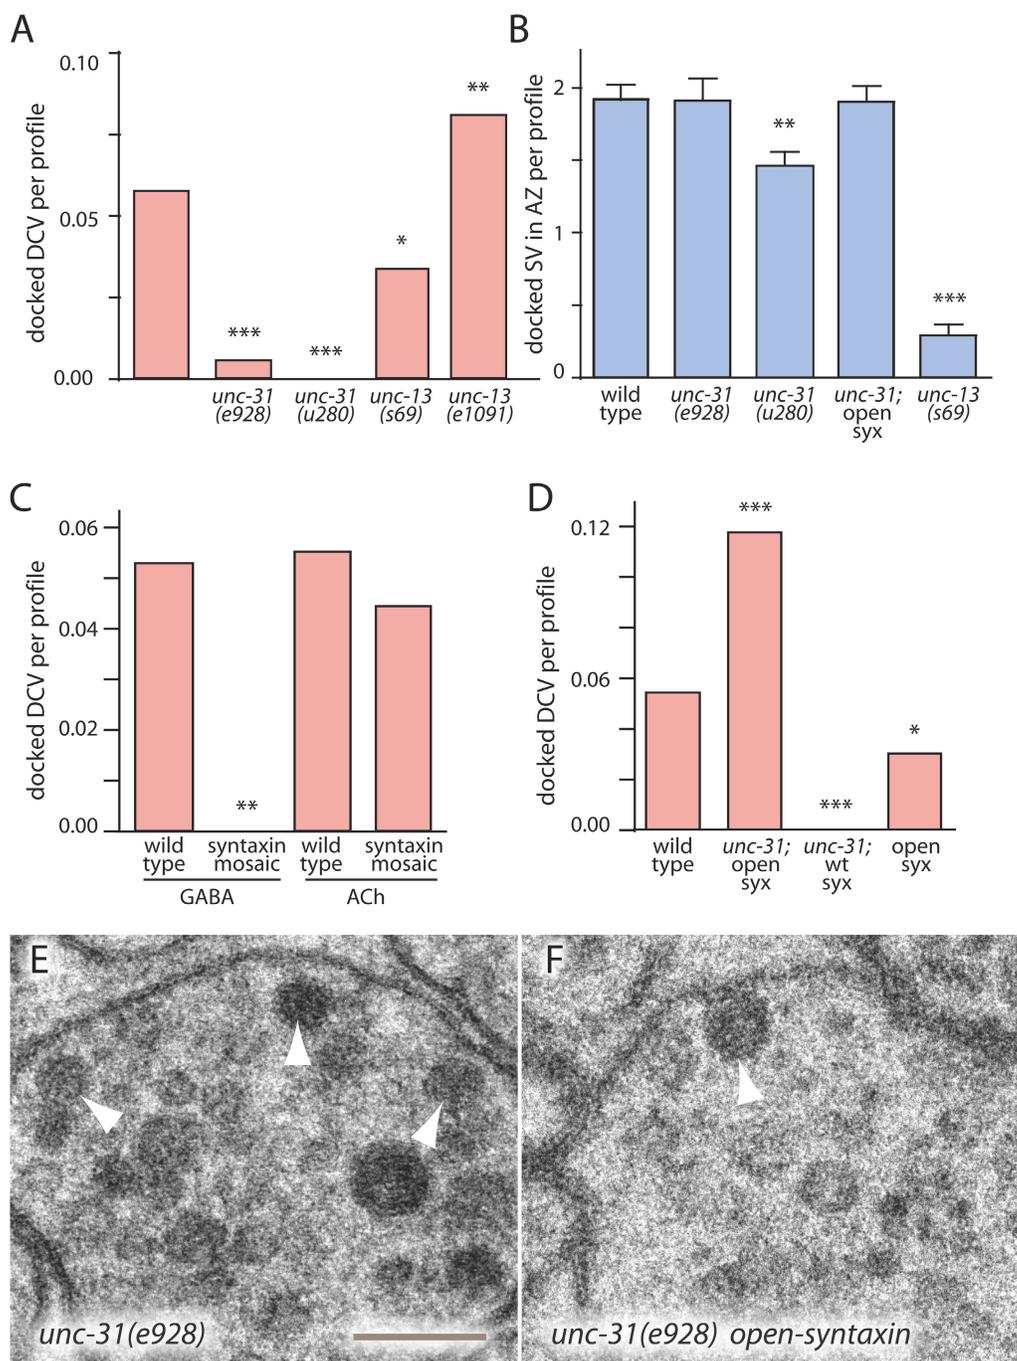 A
docked DCV per profile
0.10
0.05
0.00
***
***
*
**
unc-31
(e928)
unc-31
(u280)
unc-13
(s69)
unc-13
(e1091)
B
docked SV in AZ per profile
2
1
0
**
***
wild
type
unc-31
(e928)
unc-31
(u280)
unc-31;
open
syx
unc-13
(s69)
C
docked DCV per profile
0.06
0.04
0.02
0.00
**
wild
type
syntaxin
mosaic
wild
type
syntaxin
mosaic
GABA
ACh
D
docked DCV per profile
0.12
0.06
0.00
***
***
*
wild
type
unc-31;
open
syx
unc-31;
wt
syx
open
syx
E
unc-31(e928)
F
unc-31(e928) open-syntaxin